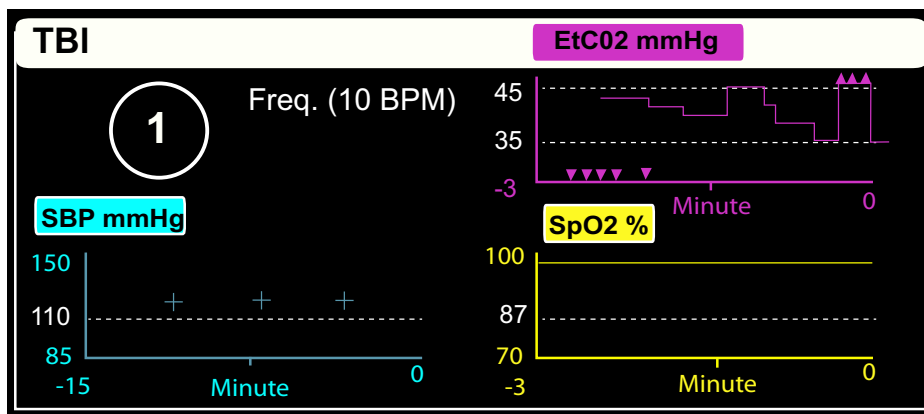 TBI
EtC02 mmHg
1
Freq. (10 BPM)
45
35
-3
Minute
0
SBP mmHg
150
110
85
-15
Minute
0
SpO2 %
100
87
70
-3
Minute
0